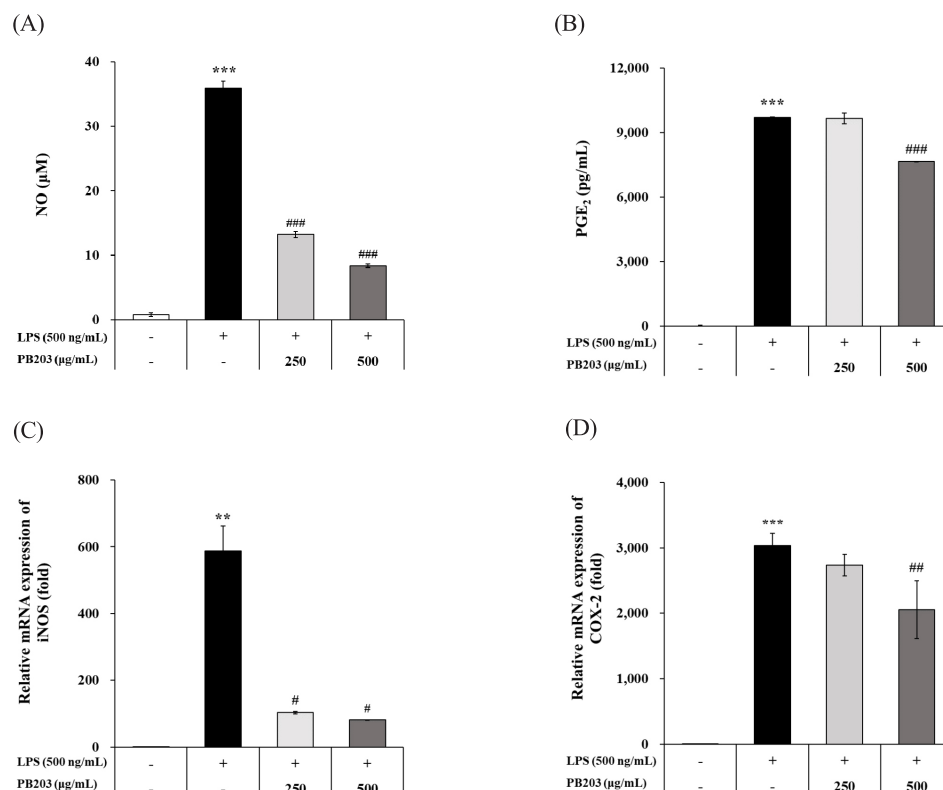 (A)
40
30
20
10
0
NO (μM)
***
###
###
LPS (500 ng/mL) - + + +
PB203 (μg/mL) - - 250 500
(B)
12,000
9,000
6,000
3,000
0
PGE2 (pg/mL)
***
###
LPS (500 ng/mL) - + + +
PB203 (μg/mL) - - 250 500
(C)
800
600
400
200
0
Relative mRNA expression of
iNOS (fold)
**
#
#
LPS (500 ng/mL) - + + +
PB203 (μg/mL) - - 250 500
(D)
4,000
3,000
2,000
1,000
0
Relative mRNA expression of
COX-2 (fold)
***
##
LPS (500 ng/mL) - + + +
PB203 (μg/mL) - - 250 500